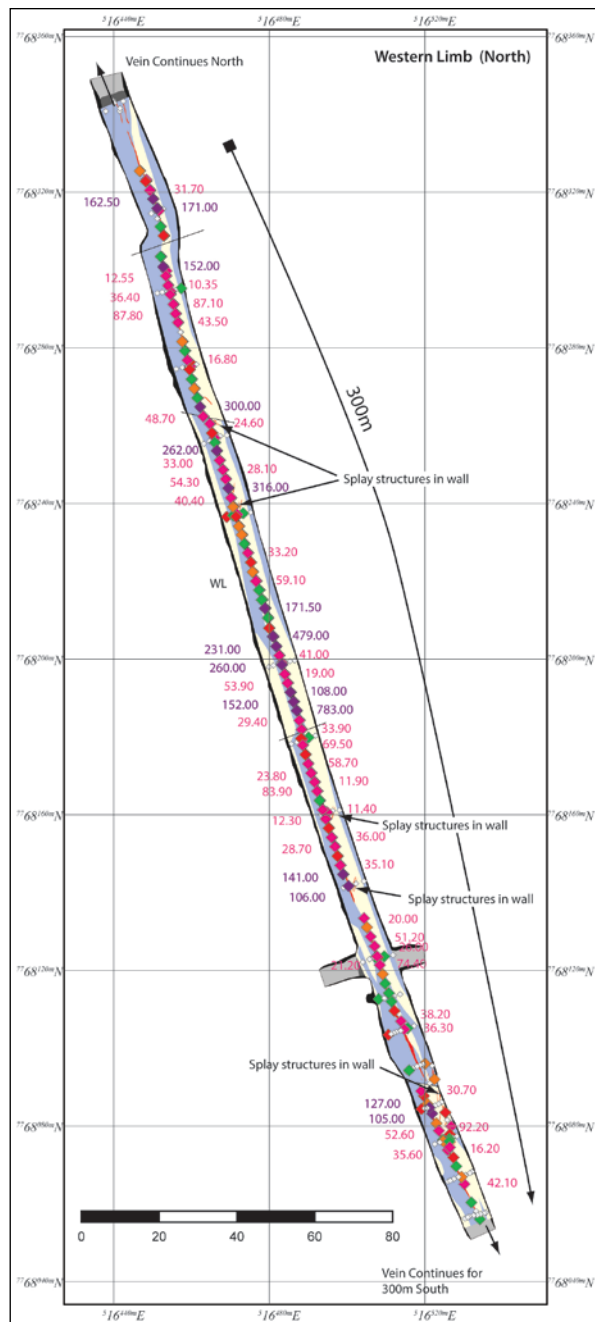 516440mE 516480mE 516520mE
7768360mN 7768360mN
Western Limb (North)
Vein Continues North
7768320mN 7768320mN
31.70
162.50 171.00
152.00
12.55 10.35
36.40 87.10
87.80 43.50
7768280mN 7768280mN
16.80
300m
300.00
48.70 24.60
262.00
33.00 28.10
54.30 316.00
Splay structures in wall
40.40
7768240mN 7768240mN
33.20
WL 59.10
171.50
479.00
231.00 41.00
7768200mN 7768200mN
260.00 19.00
53.90 108.00
152.00 783.00
29.40 33.90
69.50
58.70
23.80 11.90
83.90
7768160mN 7768160mN
11.40
12.30 Splay structures in wall
36.00
28.70 35.10
141.00
106.00 Splay structures in wall
20.00
51.20
21.20 74.40
7768120mN 7768120mN
38.20
36.30
Splay structures in wall
30.70
127.00
105.00 92.20
7768080mN 7768080mN
52.60 16.20
35.60
42.10
0 20 40 60 80
Vein Continues for
300m South
7768040mN 7768040mN
516440mE 516480mE 516520mE